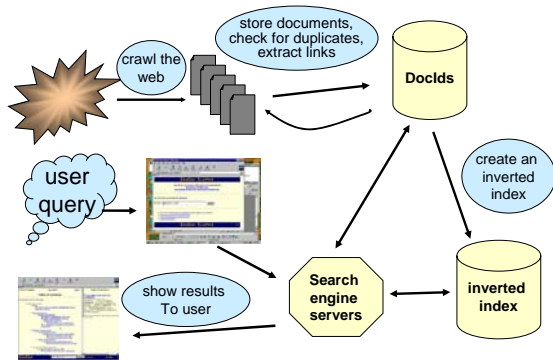 store documents,
check for duplicates,
extract links
crawl the
web
DocIds
create an
inverted
index
user
query
Search
engine
servers
inverted
index
show results
To user